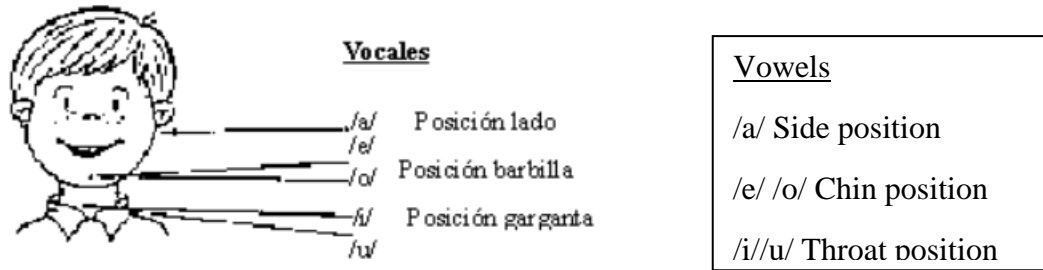 Vocales
/a/ Posición lado
/e/
/o/ Posición barbilla
/i/ Posición garganta
/u/
Vowels
/a/ Side position
/e/ /o/ Chin position
/i//u/ Throat position